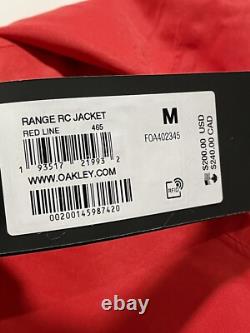 RANGE RC JACKET
RED LINE 465
M
FOA402345
1 93517 21993 2
WWW.OAKLEY.COM
RFID
00200145987420
$200.00 USD
$240.00 CAD